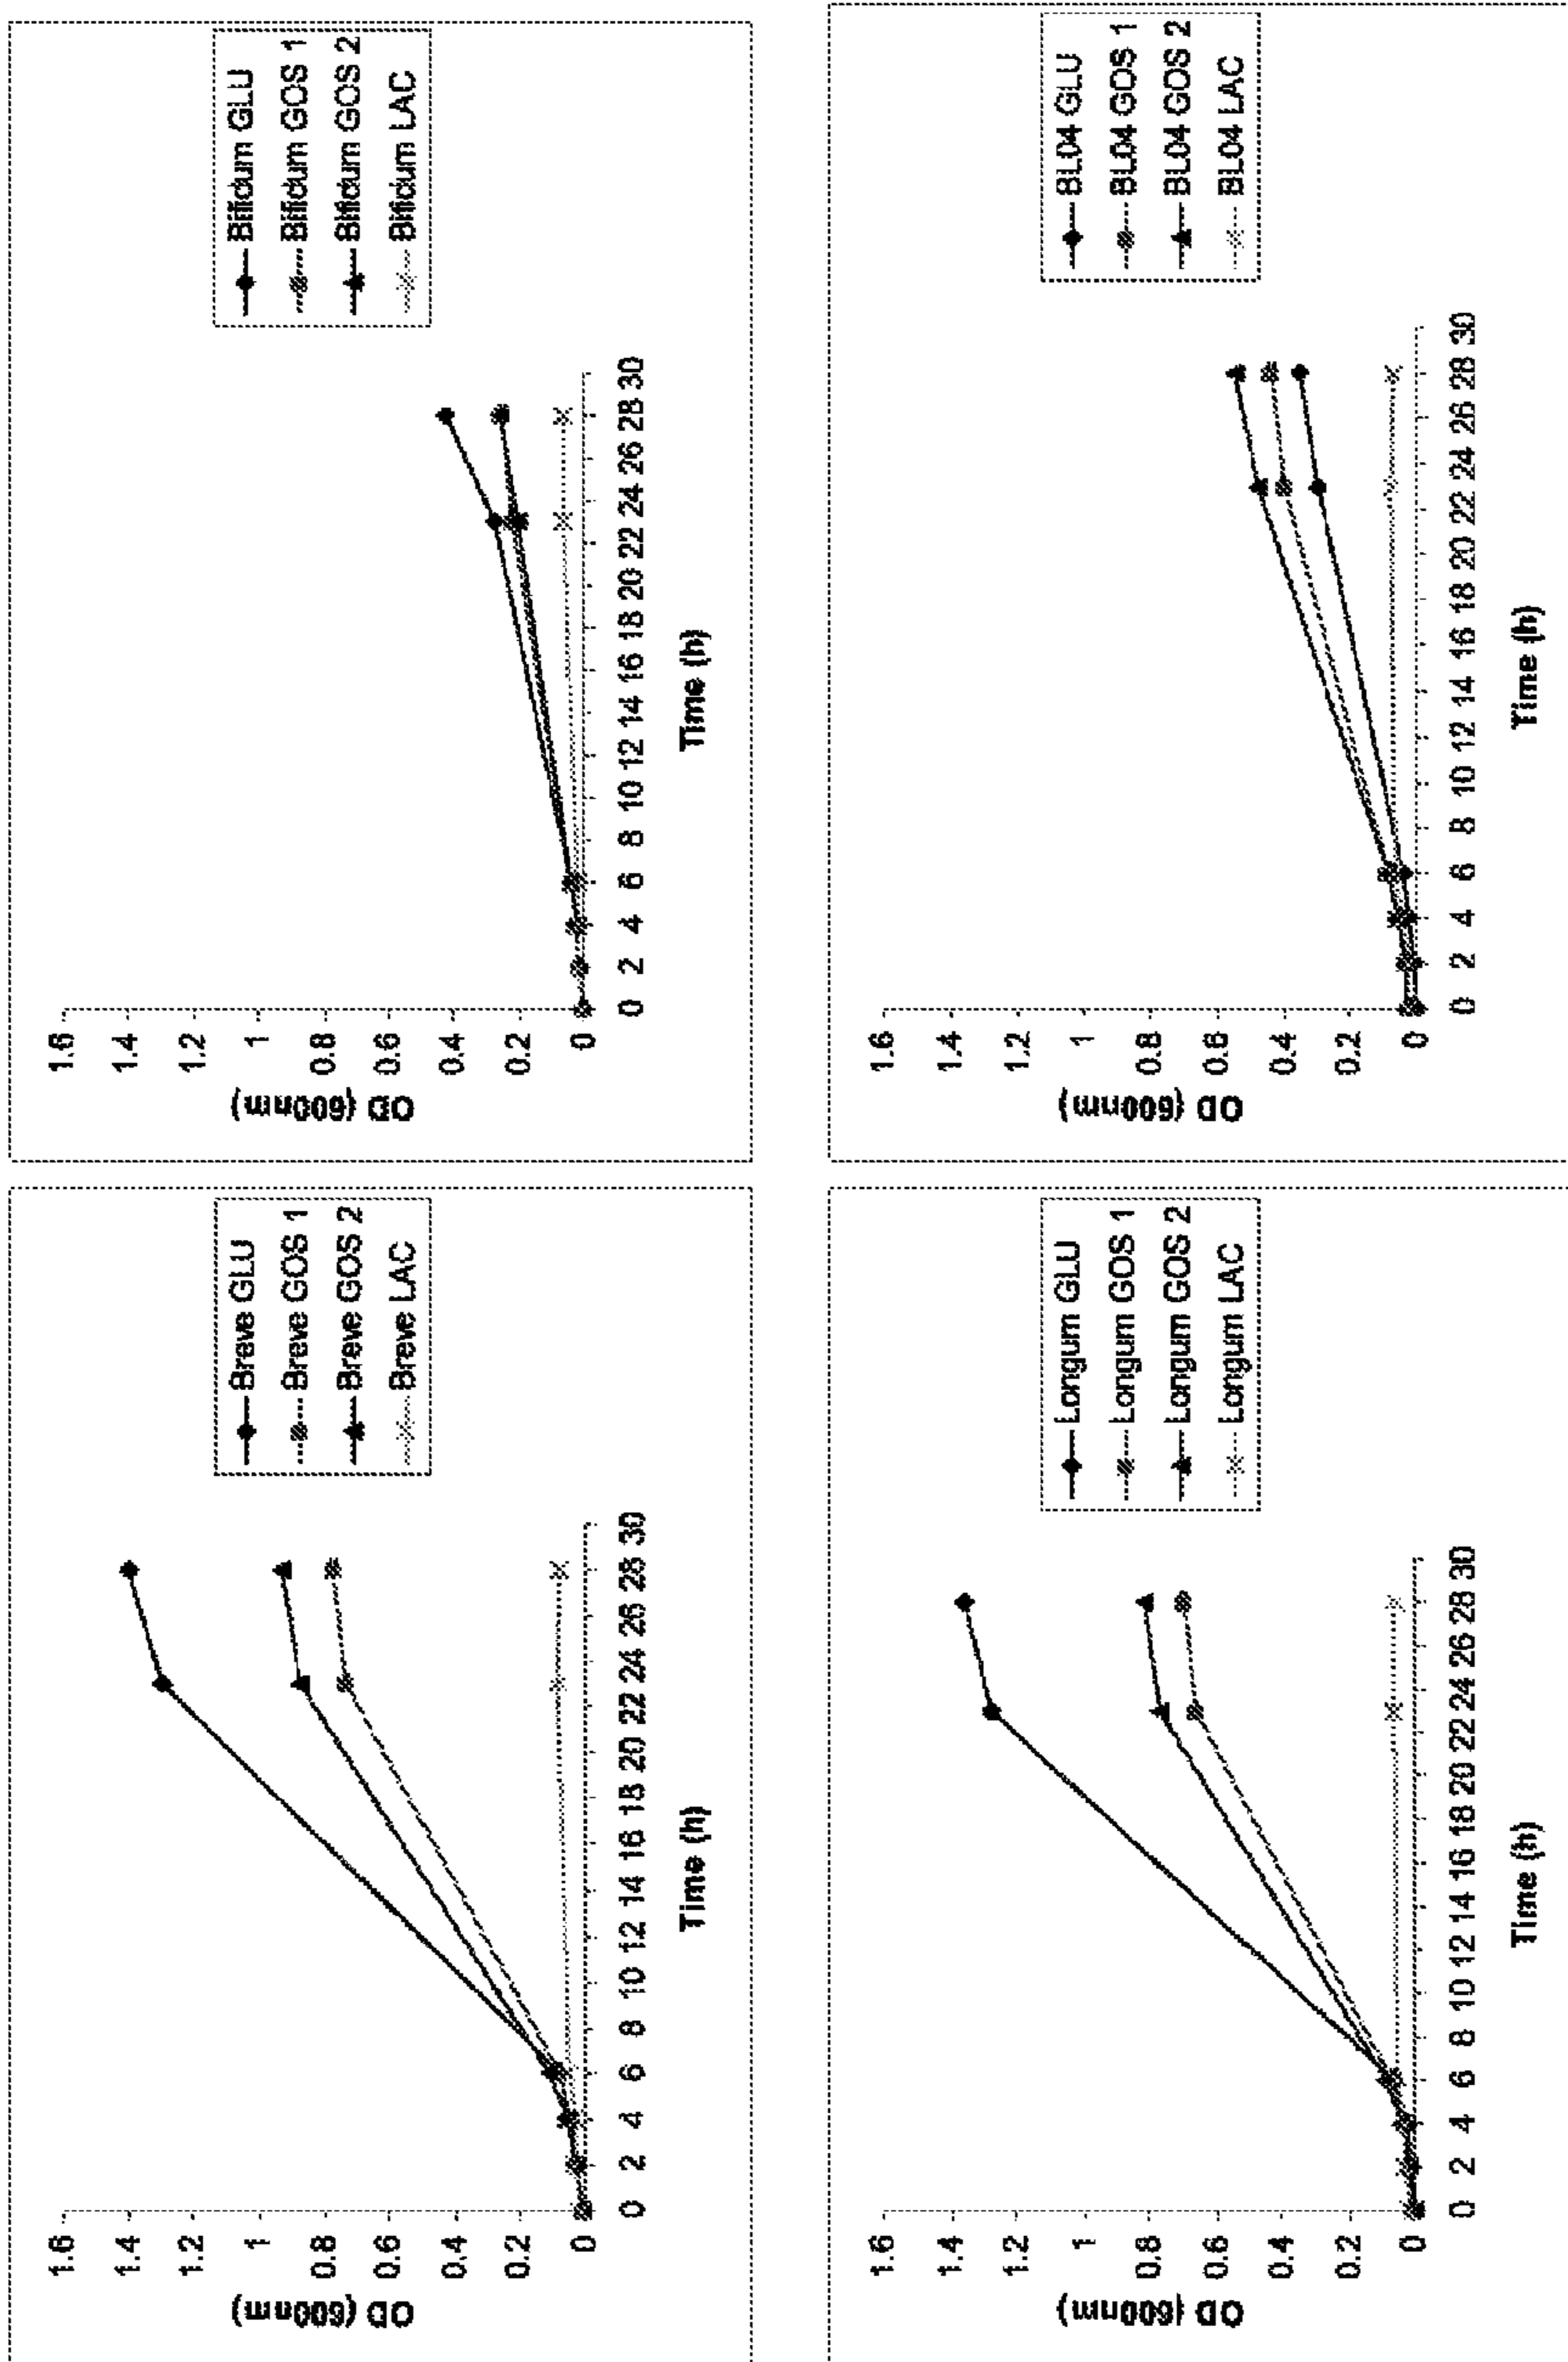 OD (600nm)
1.6
1.4
1.2
1
0.8
0.6
0.4
0.2
0
0 2 4 6 8 10 12 14 16 18 20 22 24 26 28 30
Time (h)
Breve GLU
Breve GOS 1
Breve GOS 2
Breve LAC
OD (600nm)
1.6
1.4
1.2
1
0.8
0.6
0.4
0.2
0
0 2 4 6 8 10 12 14 16 18 20 22 24 26 28 30
Time (h)
Bifidum GLU
Bifidum GOS 1
Bifidum GOS 2
Bifidum LAC
OD (600nm)
1.6
1.4
1.2
1
0.8
0.6
0.4
0.2
0
0 2 4 6 8 10 12 14 16 18 20 22 24 26 28 30
Time (h)
Longum GLU
Longum GOS 1
Longum GOS 2
Longum LAC
OD (600nm)
1.6
1.4
1.2
1
0.8
0.6
0.4
0.2
0
0 2 4 6 8 10 12 14 16 18 20 22 24 26 28 30
Time (h)
BL04 GLU
BL04 GOS 1
BL04 GOS 2
BL04 LAC